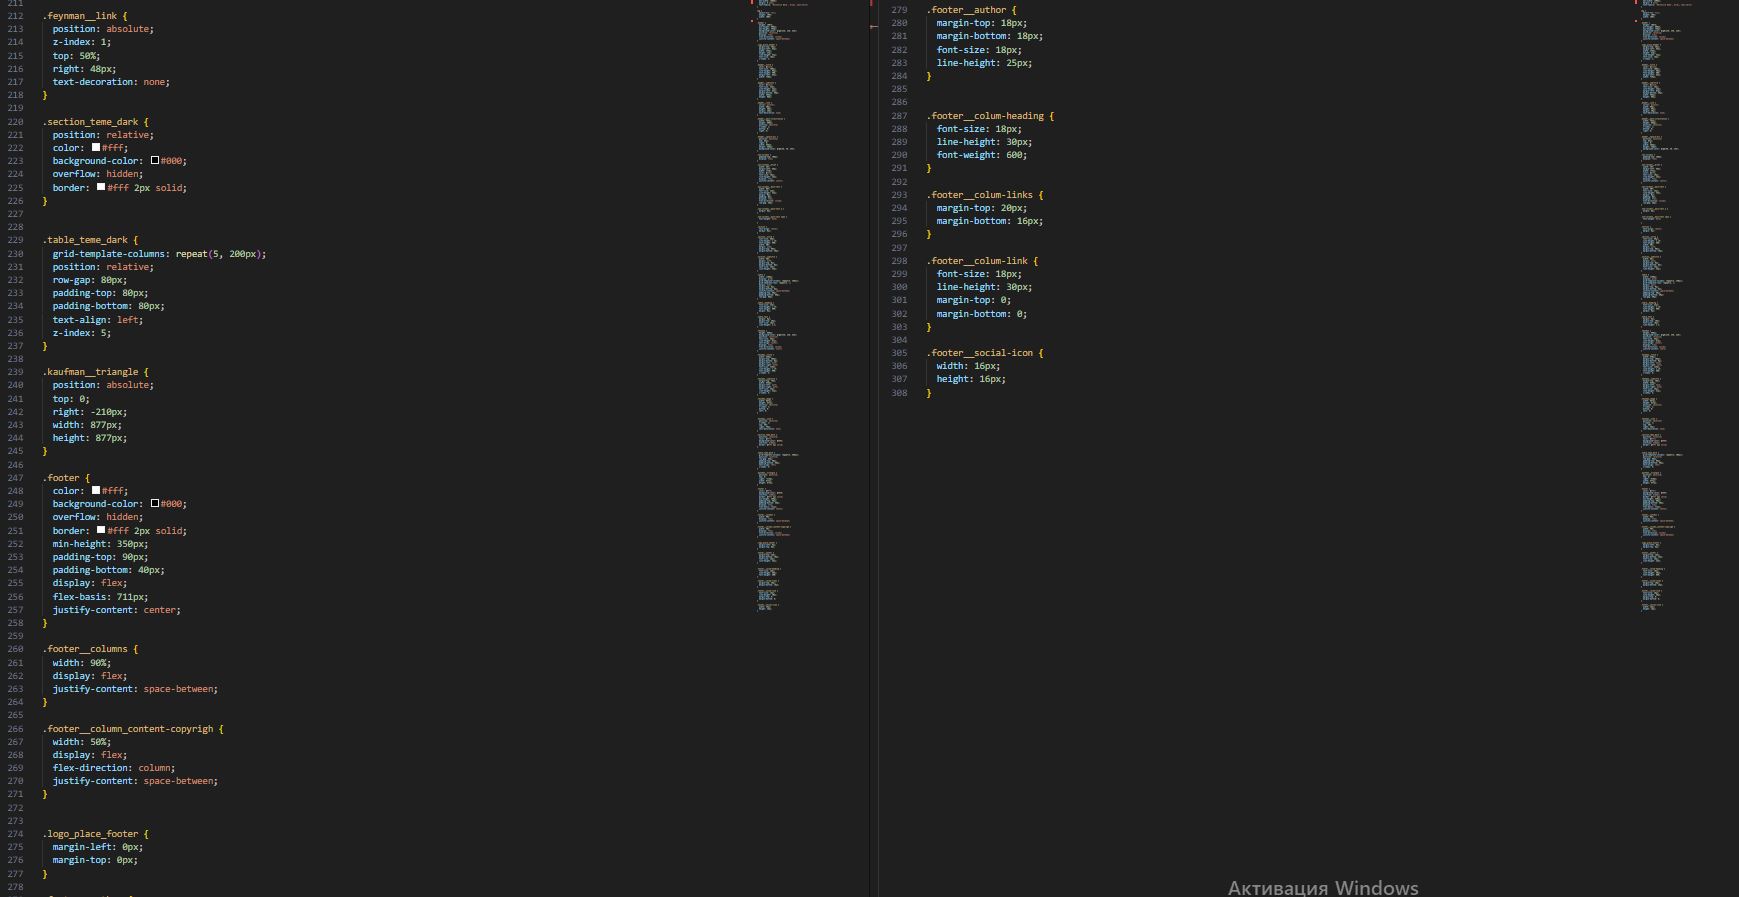 211
212 .feynman__link {
213 position: absolute;
214 z-index: 1;
215 top: 50%;
216 right: 48px;
217 text-decoration: none;
218 }
219
220 .section_teme_dark {
221 position: relative;
222 color: #fff;
223 background-color: #000;
224 overflow: hidden;
225 border: #fff 2px solid;
226 }
227
228
229 .table_teme_dark {
230 grid-template-columns: repeat(5, 200px);
231 position: relative;
232 row-gap: 80px;
233 padding-top: 80px;
234 padding-bottom: 80px;
235 text-align: left;
236 z-index: 5;
237 }
238
239 .kaufman__triangle {
240 position: absolute;
241 top: 0;
242 right: -210px;
243 width: 877px;
244 height: 877px;
245 }
246
247 .footer {
248 color: #fff;
249 background-color: #000;
250 overflow: hidden;
251 border: #fff 2px solid;
252 min-height: 350px;
253 padding-top: 90px;
254 padding-bottom: 40px;
255 display: flex;
256 flex-basis: 711px;
257 justify-content: center;
258 }
259
260 .footer__columns {
261 width: 90%;
262 display: flex;
263 justify-content: space-between;
264 }
265
266 .footer__column_content-copyrigh {
267 width: 50%;
268 display: flex;
269 flex-direction: column;
270 justify-content: space-between;
271 }
272
273
274 .logo_place_footer {
275 margin-left: 0px;
276 margin-top: 0px;
277 }
278
279 .footer__author {
280 margin-top: 18px;
281 margin-bottom: 18px;
282 font-size: 18px;
283 line-height: 25px;
284 }
285
286
287 .footer__colum-heading {
288 font-size: 18px;
289 line-height: 30px;
290 font-weight: 600;
291 }
292
293 .footer__colum-links {
294 margin-top: 20px;
295 margin-bottom: 16px;
296 }
297
298 .footer__colum-link {
299 font-size: 18px;
300 line-height: 30px;
301 margin-top: 0;
302 margin-bottom: 0;
303 }
304
305 .footer__social-icon {
306 width: 16px;
307 height: 16px;
308 }
Активация Windows